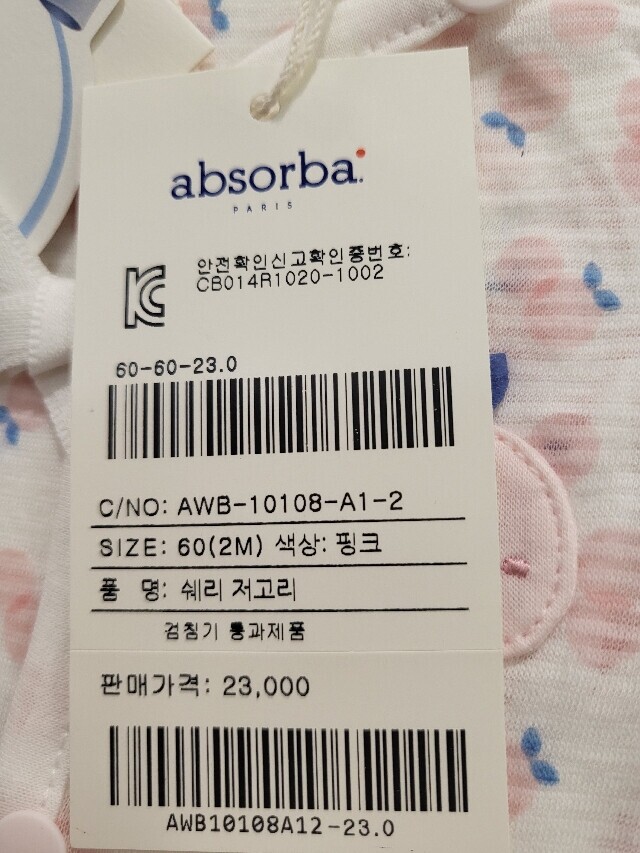 absorba.
PARIS
안전확인신고확인증번호:
CB014R1020-1002
60-60-23.0
C/NO: AWB-10108-A1-2
SIZE: 60(2M) 색상: 핑크
품 명: 쉐리 저고리
검침기 통과제품
판매가격: 23,000
AWB10108A12-23.0